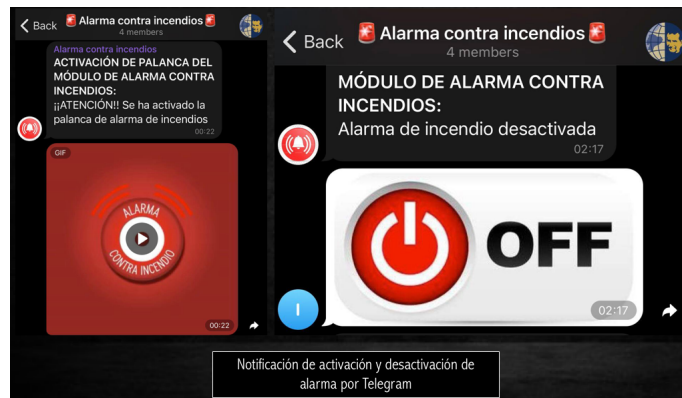 Back
🚨Alarma contra incendios🚨
4 members
Alarma contra incendios
ACTIVACIÓN DE PALANCA DEL
MÓDULO DE ALARMA CONTRA
INCENDIOS:
¡¡ATENCIÓN!! Se ha activado la
palanca de alarma de incendios
00:22
GIF
ALARMA
CONTRA INCENDIO
00:22
Back
🚨Alarma contra incendios🚨
4 members
MÓDULO DE ALARMA CONTRA
INCENDIOS:
Alarma de incendio desactivada
02:17
OFF
I
02:17
Notificación de activación y desactivación de
alarma por Telegram